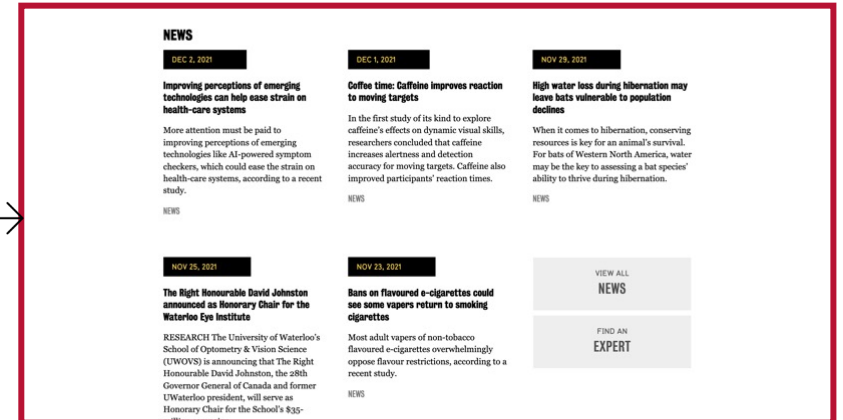 NEWS
DEC 2, 2021
Improving perceptions of emerging
technologies can help ease strain on
health-care systems
More attention must be paid to
improving perceptions of emerging
technologies like AI-powered symptom
checkers, which could ease the strain on
health-care systems, according to a recent
study.
NEWS
DEC 1, 2021
Coffee time: Caffeine improves reaction
to moving targets
In the first study of its kind to explore
caffeine's effects on dynamic visual skills,
researchers concluded that caffeine
increases alertness and detection
accuracy for moving targets. Caffeine also
improved participants' reaction times.
NEWS
NOV 29, 2021
High water loss during hibernation may
leave bats vulnerable to population
declines
When it comes to hibernation, conserving
resources is key for an animal's survival.
For bats of Western North America, water
may be the key to assessing a bat species'
ability to thrive during hibernation.
NEWS
NOV 25, 2021
The Right Honourable David Johnston
announced as Honorary Chair for the
Waterloo Eye Institute
RESEARCH The University of Waterloo's
School of Optometry & Vision Science
(UWOVS) is announcing that The Right
Honourable David Johnston, the 28th
Governor General of Canada and former
UWaterloo president, will serve as
Honorary Chair for the School's $35-
NOV 23, 2021
Bans on flavoured e-cigarettes could
see some vapers return to smoking
cigarettes
Most adult vapers of non-tobacco
flavoured e-cigarettes overwhelmingly
oppose flavour restrictions, according to a
recent study.
NEWS
VIEW ALL
NEWS
FIND AN
EXPERT